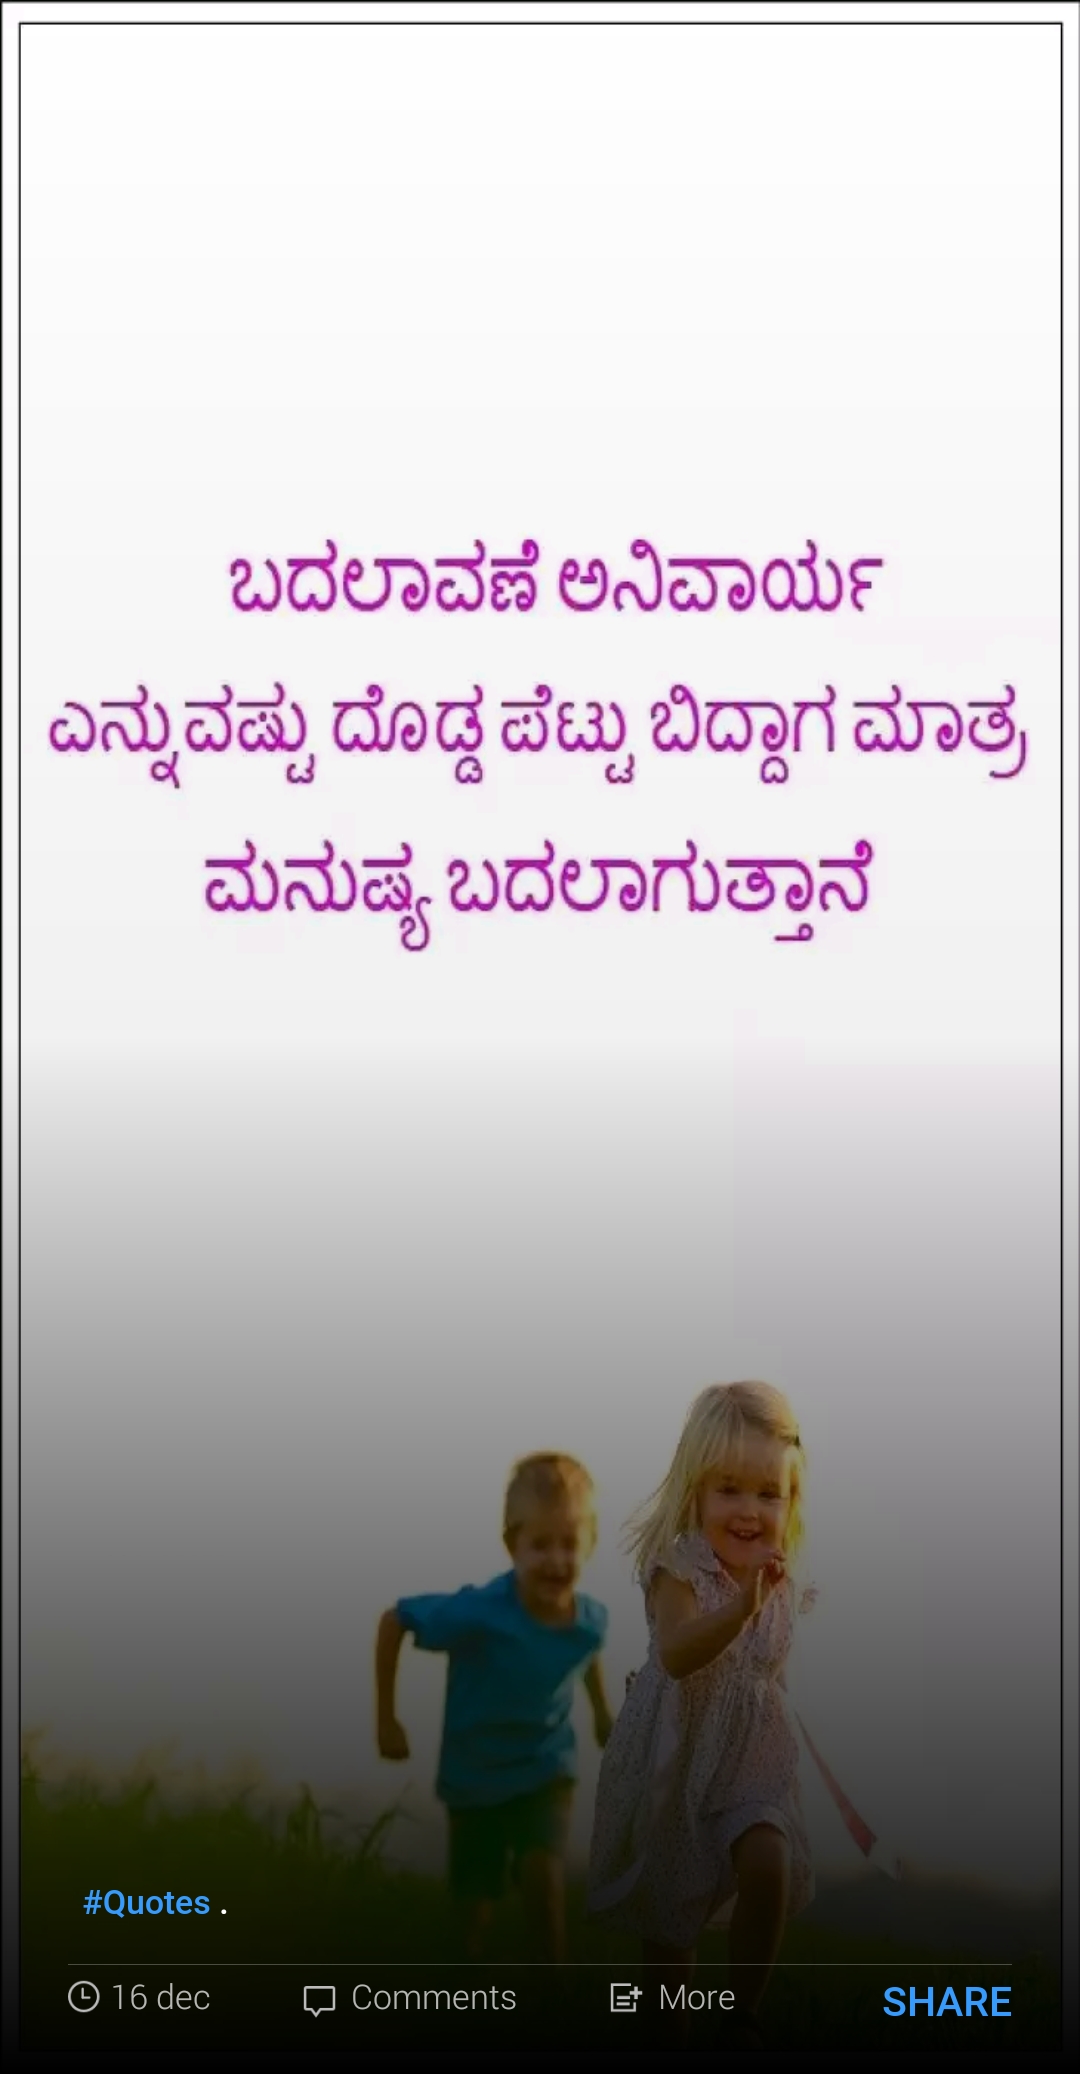 ಬದಲಾವಣೆ ಅನಿವಾರ್ಯ
ಎನ್ನುವಷ್ಟು ದೊಡ್ಡ ಪೆಟ್ಟು ಬಿದ್ದಾಗ ಮಾತ್ರ
ಮನುಷ್ಯ ಬದಲಾಗುತ್ತಾನೆ
#Quotes .
16 dec Comments More SHARE